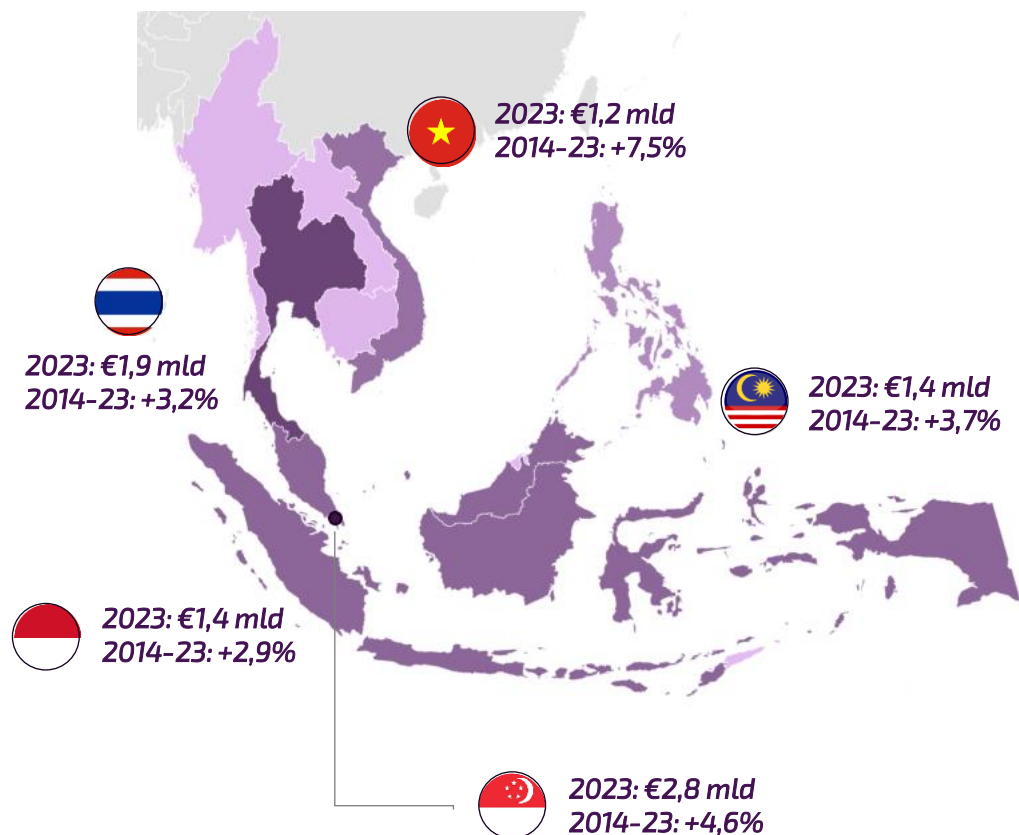 2023: €1,2 mld
2014-23: +7,5%
2023: €1,9 mld
2014-23: +3,2%
2023: €1,4 mld
2014-23: +3,7%
2023: €1,4 mld
2014-23: +2,9%
2023: €2,8 mld
2014-23: +4,6%